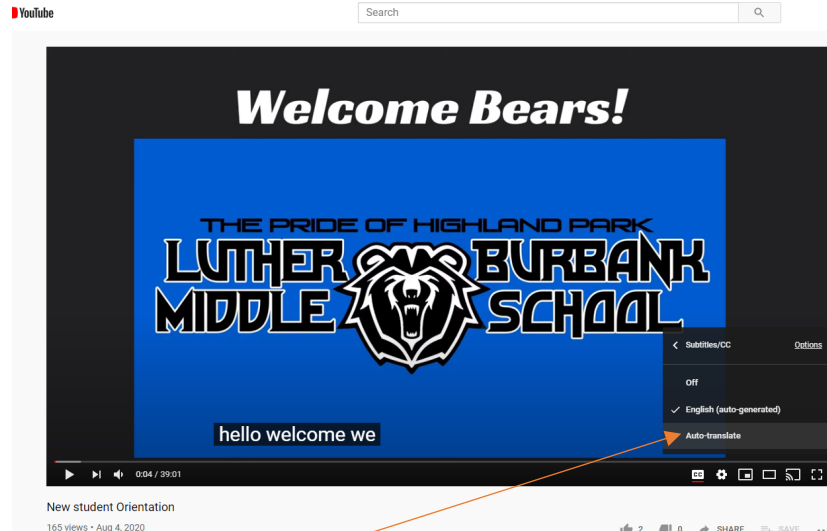 YouTube
Search
Welcome Bears!
THE PRIDE OF HIGHLAND PARK
LUTHER BURBANK
MIDDLE SCHOOL
Subtitles/CC Options
Off
English (auto-generated)
Auto-translate
hello welcome we
0:04 / 39:01
CC
New student Orientation
165 views • Aug 4, 2020
2 0 SHARE SAVE